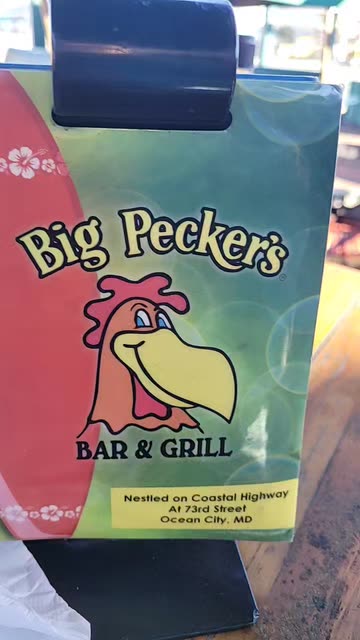 Big Pecker's
BAR & GRILL
Nestled on Coastal Highway
At 73rd Street
Ocean City, MD